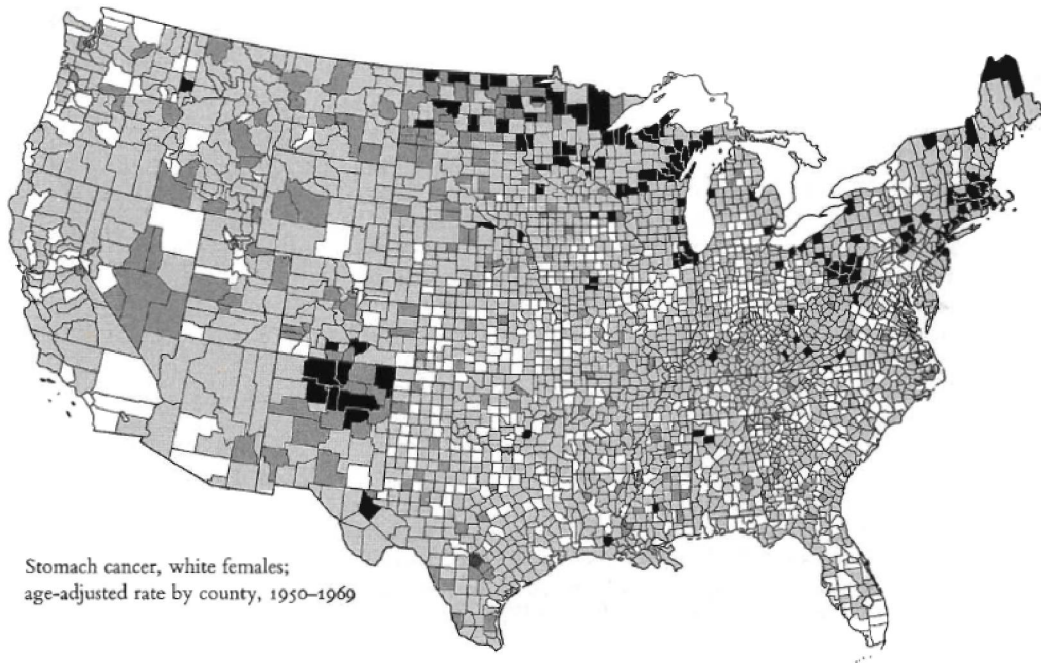 Stomach cancer, white females;
age-adjusted rate by county, 1950–1969